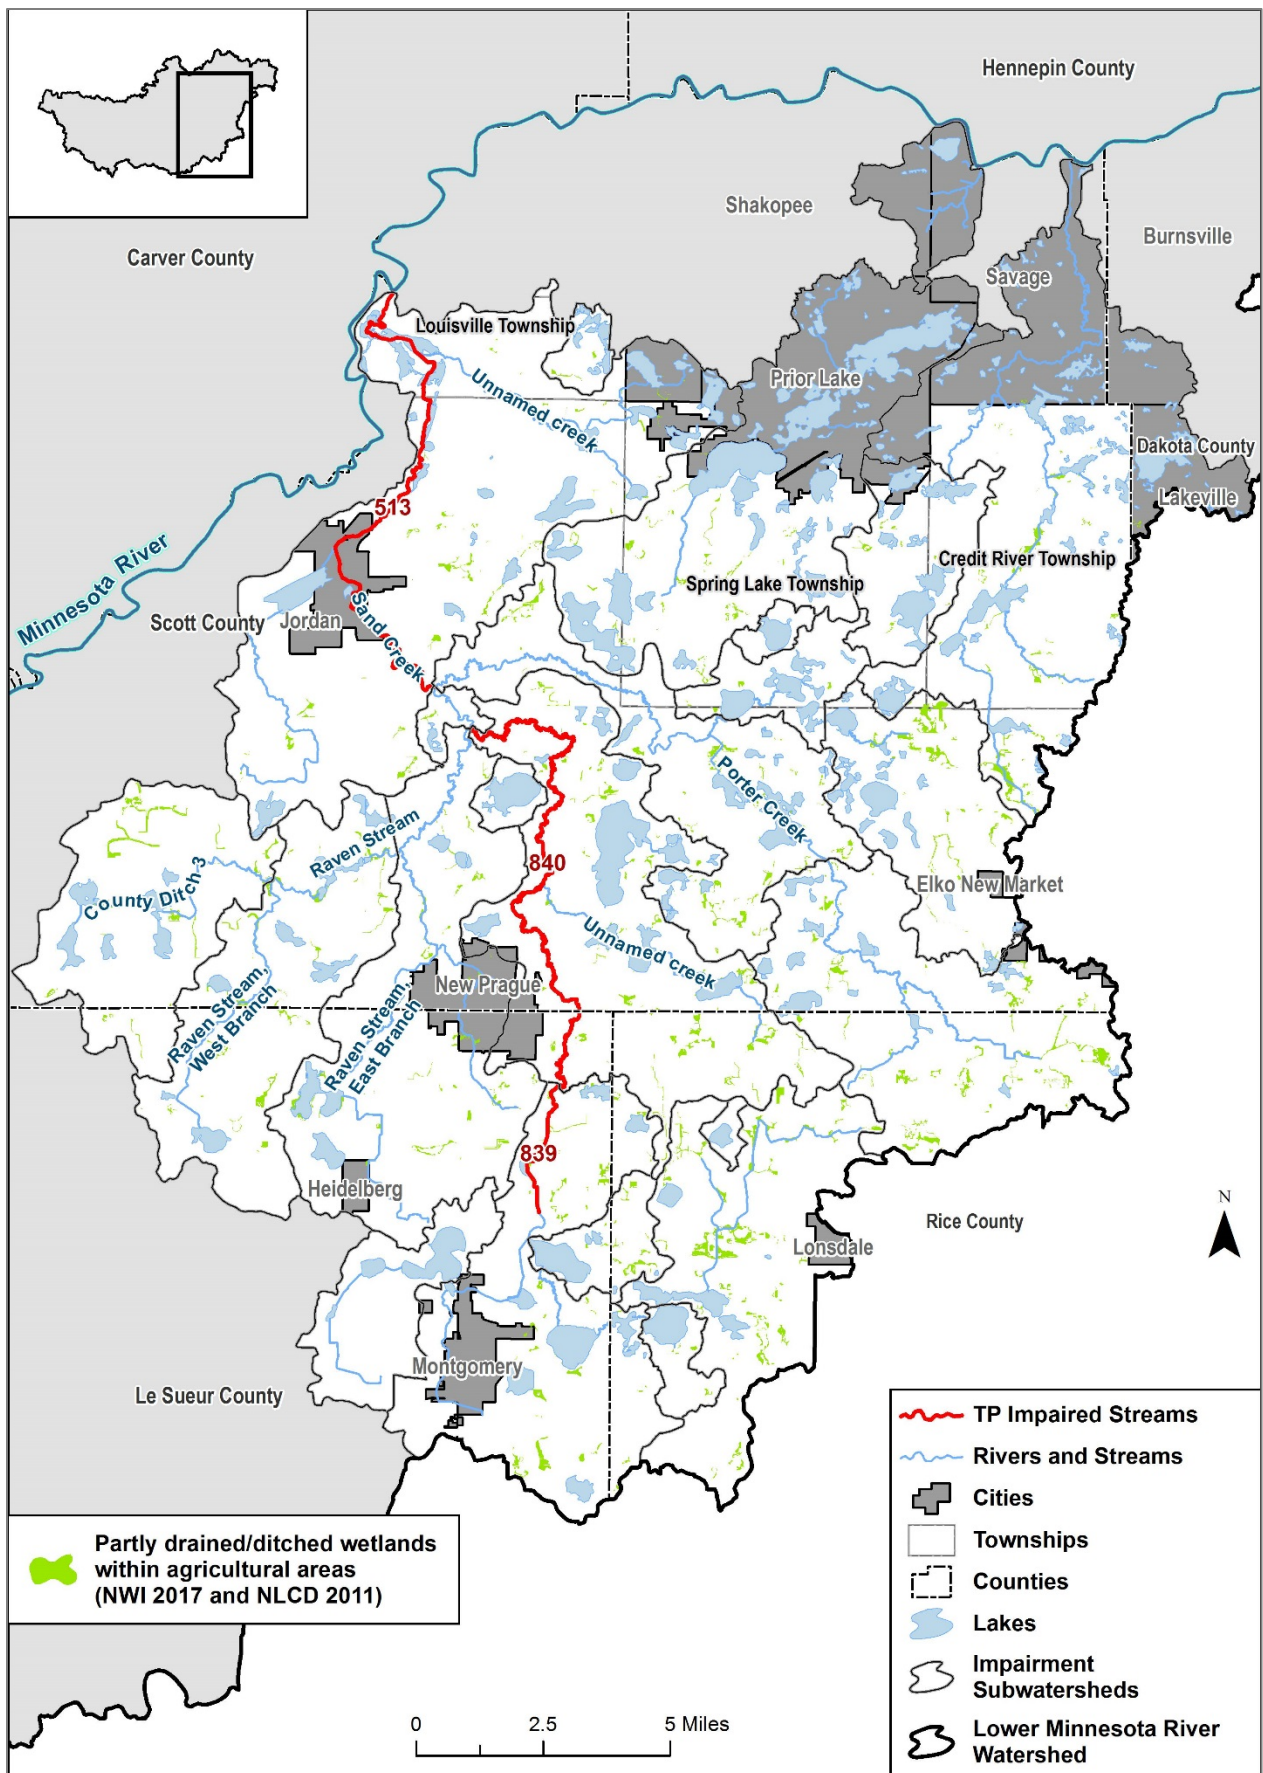 Hennepin County
Shakopee
Burnsville
Carver County
Savage
Louisville Township
Prior Lake
Unnamed creek
Dakota County
Lakeville
513
Minnesota River
Credit River Township
Spring Lake Township
Scott County
Jordan
Sand Creek
Porter Creek
Raven Stream
840
County Ditch 3
Elko New Market
Unnamed creek
New Prague
Raven Stream,
West Branch
Raven Stream,
East Branch
839
Heidelberg
N
Rice County
Lonsdale
Montgomery
Le Sueur County
TP Impaired Streams
Rivers and Streams
Cities
Townships
Counties
Lakes
Impairment
Subwatersheds
Lower Minnesota River
Watershed
Partly drained/ditched wetlands
within agricultural areas
(NWI 2017 and NLCD 2011)
0 2.5 5 Miles